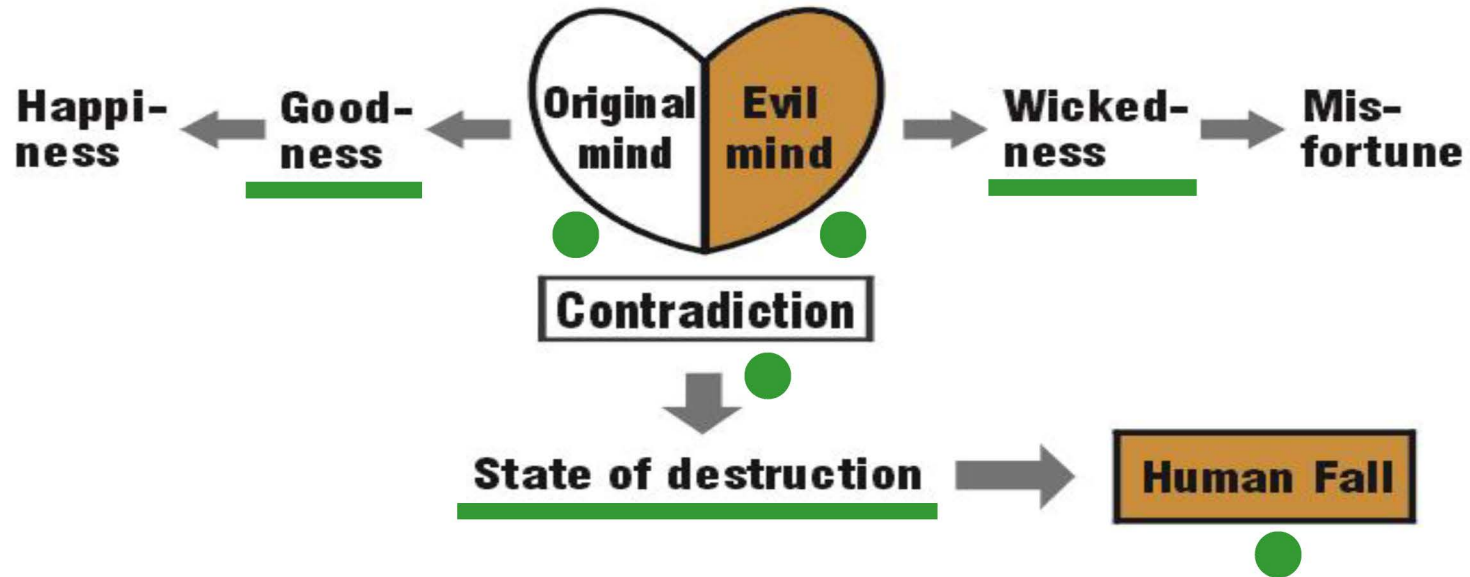 Happi-
ness
Good-
ness
Original
mind
Evil
mind
Wicked-
ness
Mis-
fortune
Contradiction
State of destruction
Human Fall